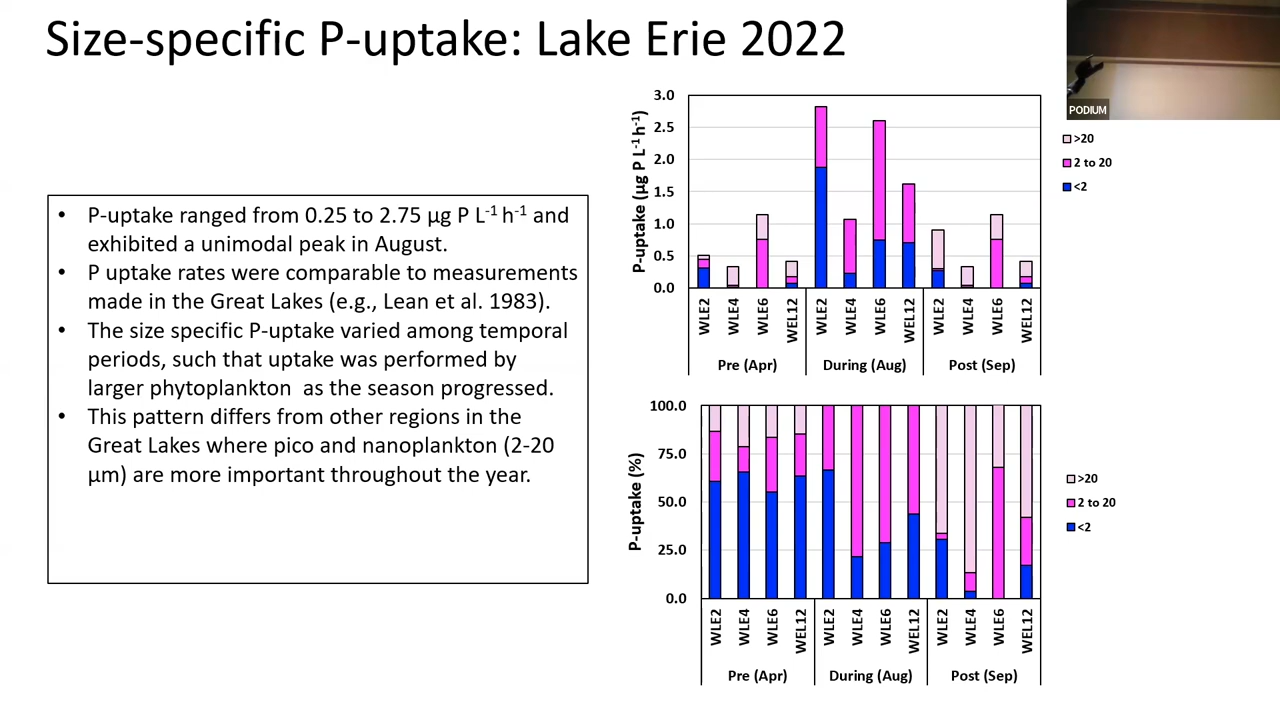 Size-specific P-uptake: Lake Erie 2022
PODIUM
• P-uptake ranged from 0.25 to 2.75 µg P L⁻¹ h⁻¹ and
exhibited a unimodal peak in August.
• P uptake rates were comparable to measurements
made in the Great Lakes (e.g., Lean et al. 1983).
• The size specific P-uptake varied among temporal
periods, such that uptake was performed by
larger phytoplankton as the season progressed.
• This pattern differs from other regions in the
Great Lakes where pico and nanoplankton (2-20
µm) are more important throughout the year.
P-uptake (µg P L⁻¹h⁻¹)
3.0
2.5
2.0
1.5
1.0
0.5
0.0
WLE2 WLE4 WLE6 WEL12 WLE2 WLE4 WLE6 WEL12 WLE2 WLE4 WLE6 WEL12
Pre (Apr) During (Aug) Post (Sep)
>20
2 to 20
<2
P-uptake (%)
100.0
75.0
50.0
25.0
0.0
WLE2 WLE4 WLE6 WEL12 WLE2 WLE4 WLE6 WEL12 WLE2 WLE4 WLE6 WEL12
Pre (Apr) During (Aug) Post (Sep)
>20
2 to 20
<2